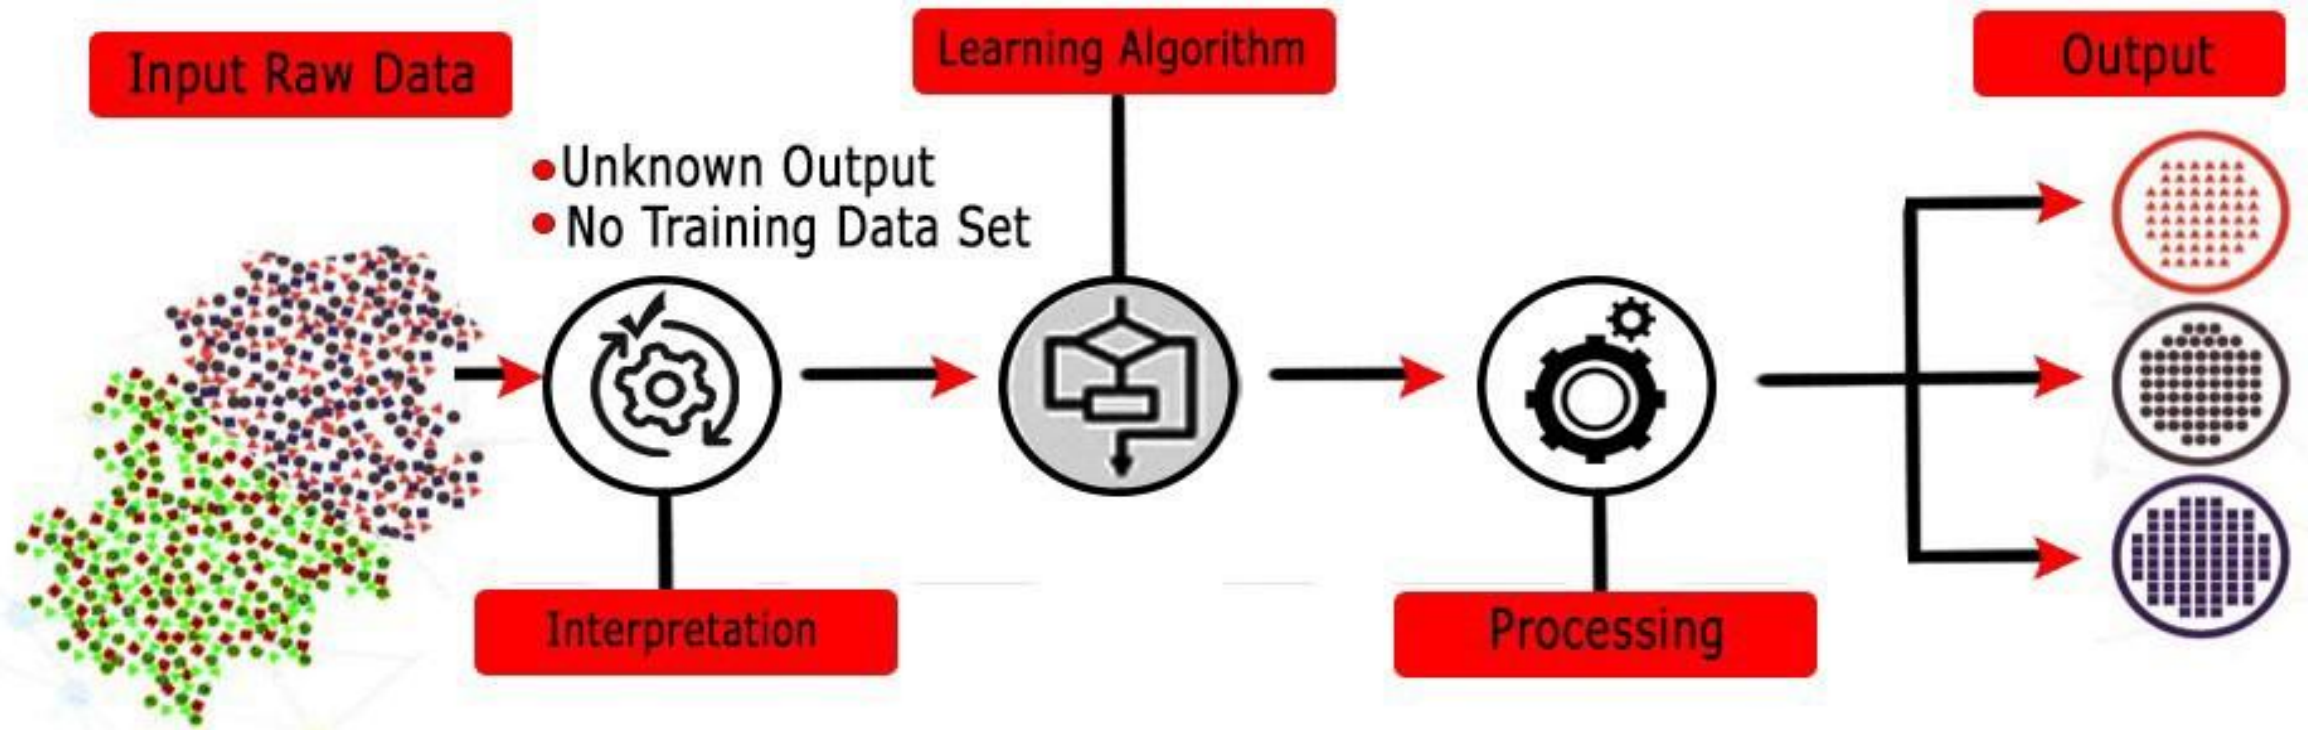 Input Raw Data
Learning Algorithm
Output
Unknown Output
No Training Data Set
Interpretation
Processing